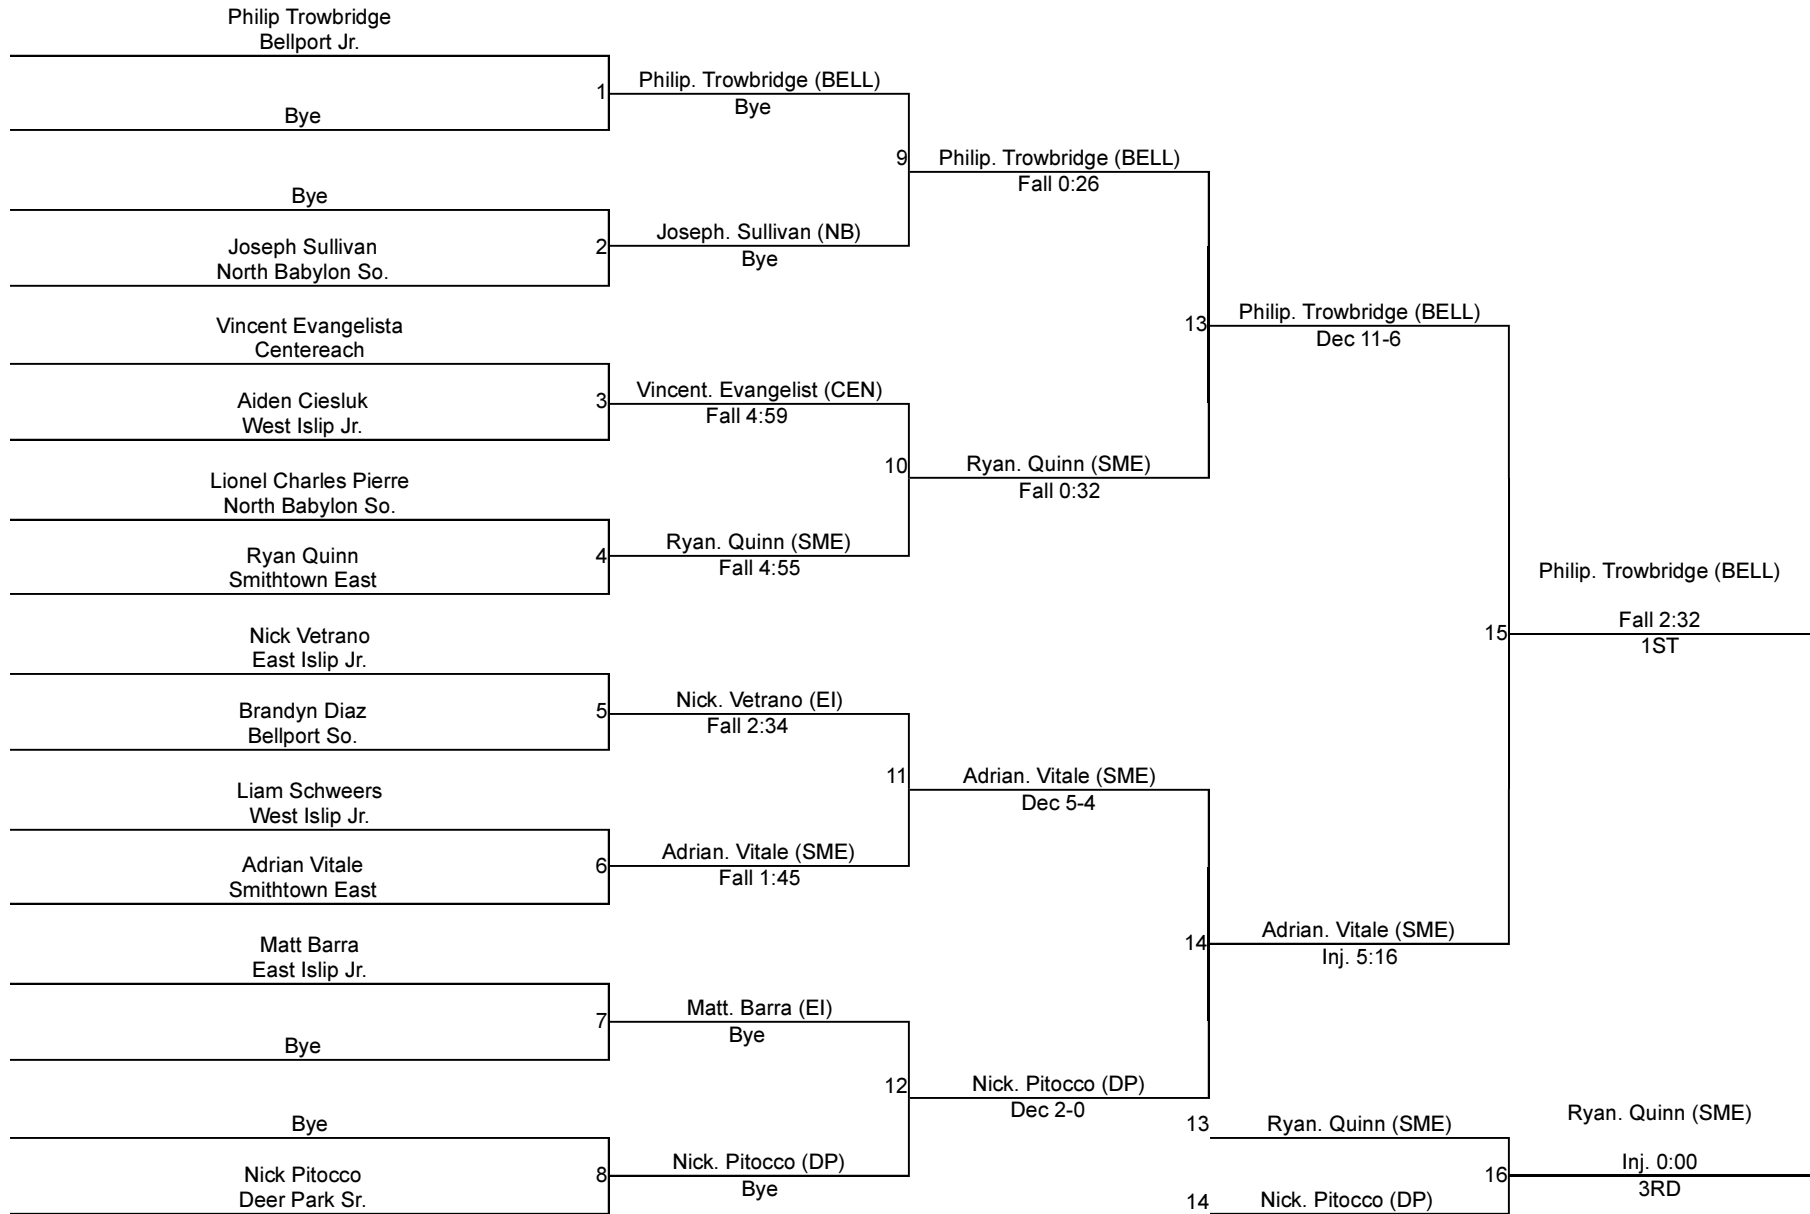 Philip Trowbridge
Bellport Jr.
1
Bye
Philip. Trowbridge (BELL)
Bye
Bye
2
Joseph Sullivan
North Babylon So.
Joseph. Sullivan (NB)
Bye
9
Philip. Trowbridge (BELL)
Fall 0:26
Vincent Evangelista
Centereach
3
Aiden Ciesluk
West Islip Jr.
Vincent. Evangelist (CEN)
Fall 4:59
Lionel Charles Pierre
North Babylon So.
4
Ryan Quinn
Smithtown East
Ryan. Quinn (SME)
Fall 4:55
10
Ryan. Quinn (SME)
Fall 0:32
13
Philip. Trowbridge (BELL)
Dec 11-6
Nick Vetrano
East Islip Jr.
5
Brandyn Diaz
Bellport So.
Nick. Vetrano (EI)
Fall 2:34
Liam Schweers
West Islip Jr.
6
Adrian Vitale
Smithtown East
Adrian. Vitale (SME)
Fall 1:45
11
Adrian. Vitale (SME)
Dec 5-4
Matt Barra
East Islip Jr.
7
Bye
Matt. Barra (EI)
Bye
Bye
8
Nick Pitocco
Deer Park Sr.
Nick. Pitocco (DP)
Bye
12
Nick. Pitocco (DP)
Dec 2-0
14
Adrian. Vitale (SME)
Inj. 5:16
15
Philip. Trowbridge (BELL)
Fall 2:32
1ST
13
Ryan. Quinn (SME)
14
Nick. Pitocco (DP)
16
Ryan. Quinn (SME)
Inj. 0:00
3RD